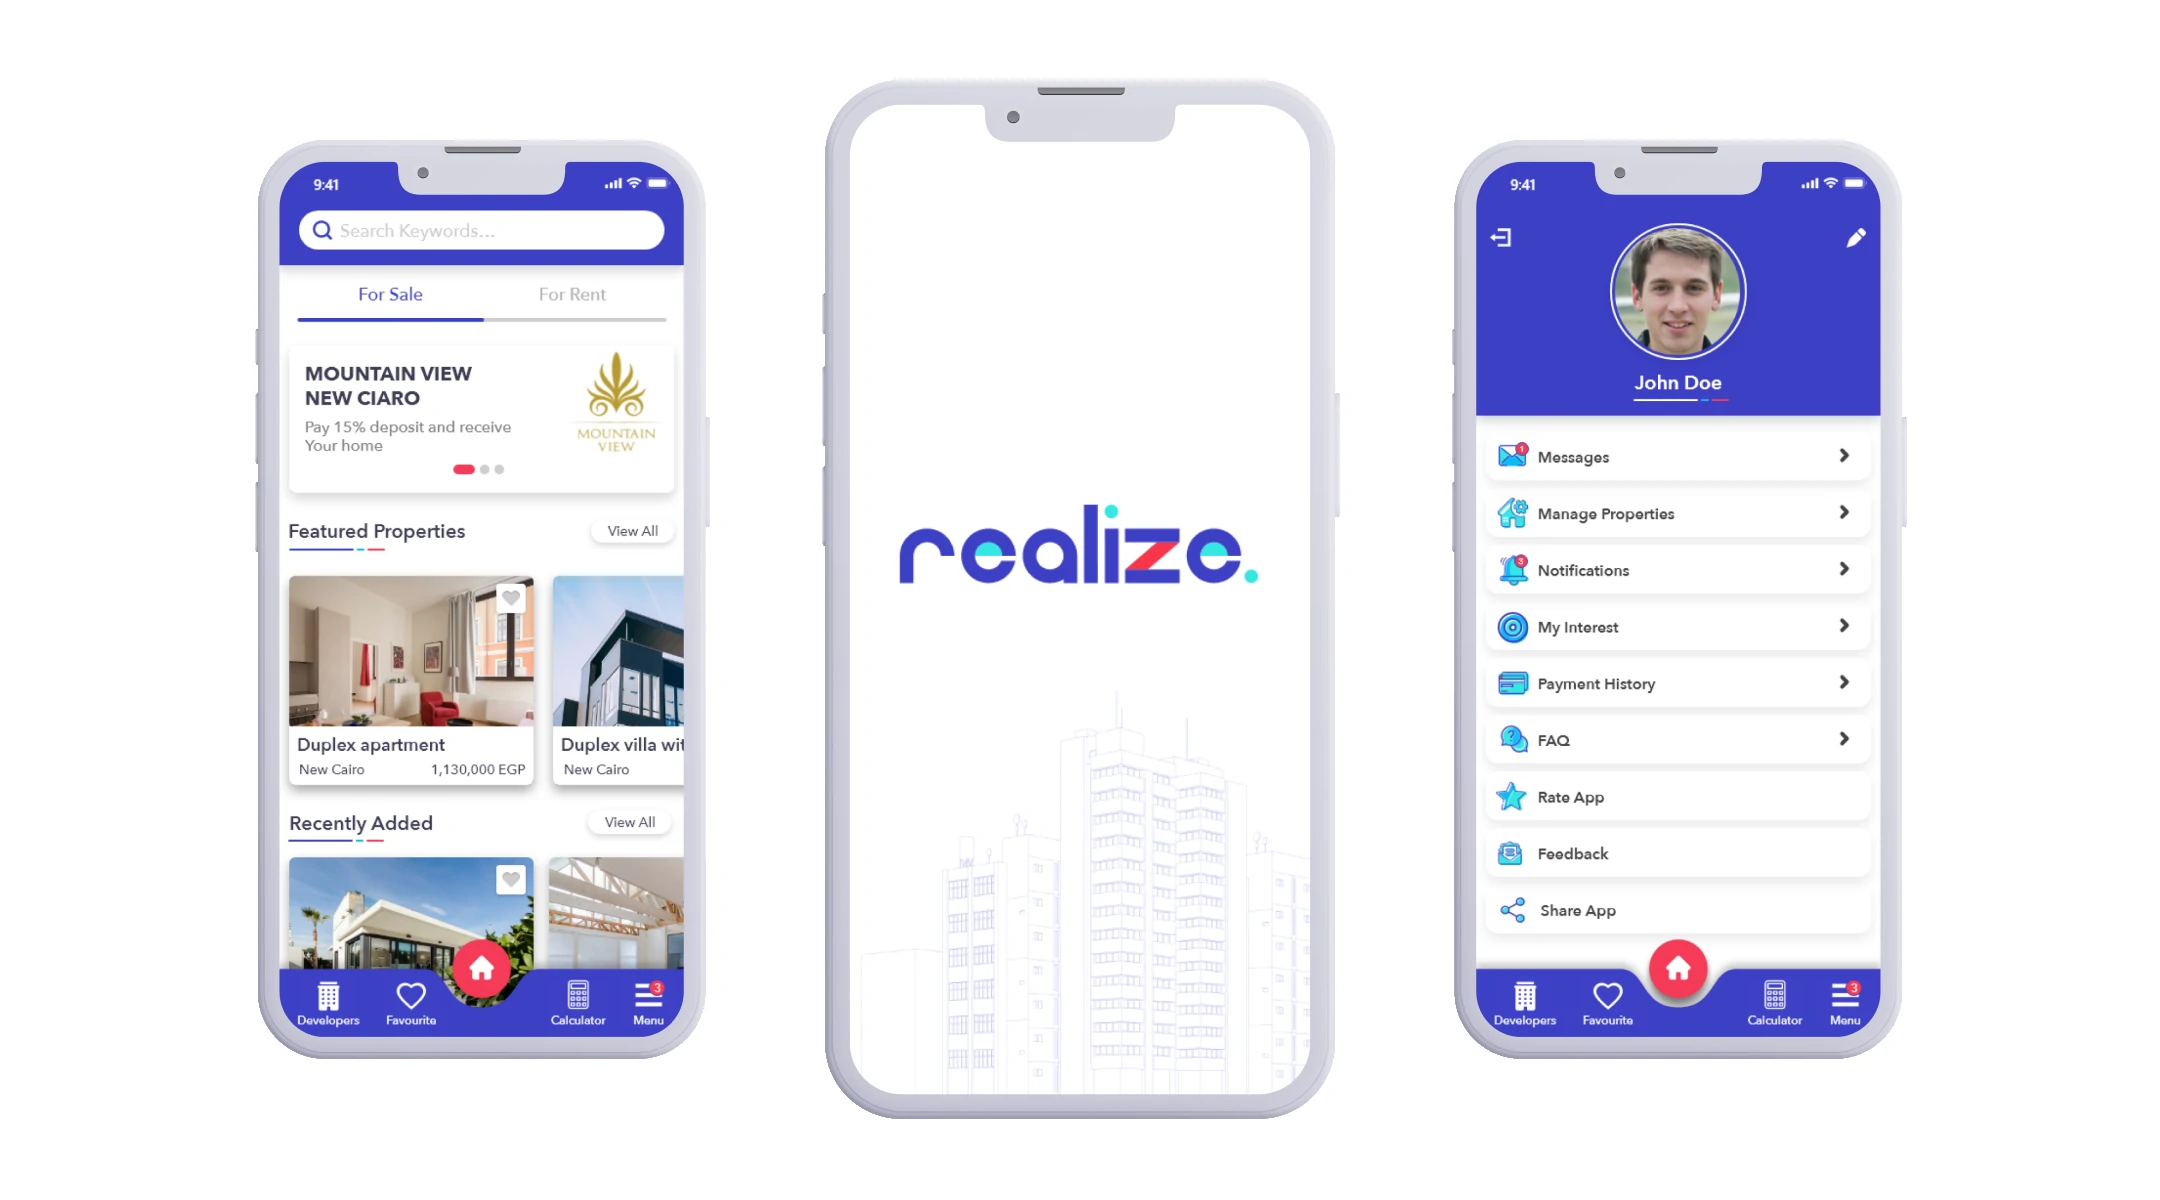 9:41
Search Keywords...
For Sale
For Rent
MOUNTAIN VIEW
NEW CIARO
Pay 15% deposit and receive
Your home
MOUNTAIN
VIEW
Featured Properties
View All
Duplex apartment
New Cairo
1,130,000 EGP
Duplex villa wit
New Cairo
Recently Added
View All
Developers
Favourite
Calculator
3
Menu
realize.
9:41
John Doe
1
Messages
Manage Properties
3
Notifications
My Interest
Payment History
?
FAQ
Rate App
Feedback
Share App
Developers
Favourite
Calculator
3
Menu